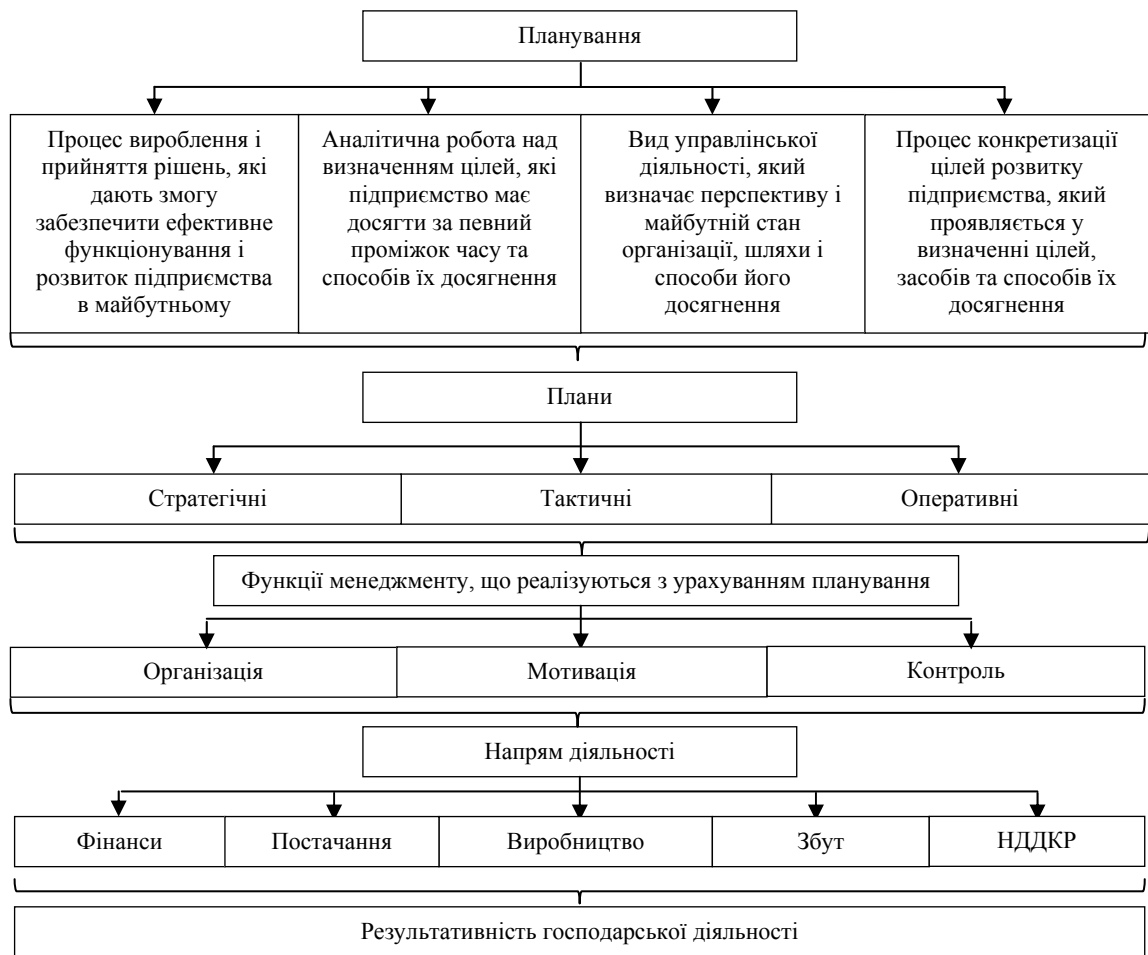 Планування
Процес вироблення і
прийняття рішень, які
дають змогу
забезпечити ефективне
функціонування і
розвиток підприємства
в майбутньому
Аналітична робота над
визначенням цілей, які
підприємство має
досягти за певний
проміжок часу та
способів їх досягнення
Вид управлінської
діяльності, який
визначає перспективу і
майбутній стан
організації, шляхи і
способи його
досягнення
Процес конкретизації
цілей розвитку
підприємства, який
проявляється у
визначенні цілей,
засобів та способів їх
досягнення
Плани
Стратегічні
Тактичні
Оперативні
Функції менеджменту, що реалізуються з урахуванням планування
Організація
Мотивація
Контроль
Напрям діяльності
Фінанси
Постачання
Виробництво
Збут
НДДКР
Результативність господарської діяльності